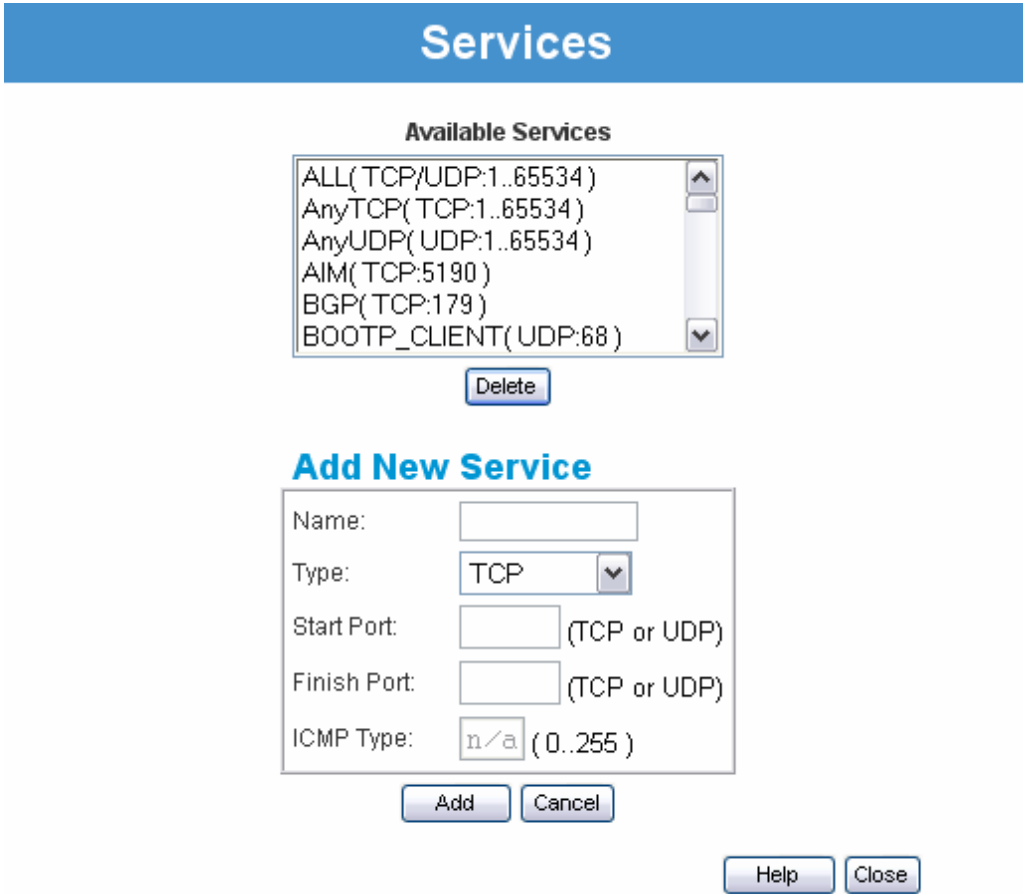 Services
Available Services
ALL( TCP/UDP:1..65534 )
AnyTCP( TCP:1..65534 )
AnyUDP( UDP:1..65534 )
AIM( TCP:5190 )
BGP( TCP:179 )
BOOTP_CLIENT( UDP:68 )
Delete
Add New Service
Name:
Type: TCP
Start Port: (TCP or UDP)
Finish Port: (TCP or UDP)
ICMP Type: n/a ( 0..255 )
Add Cancel
Help Close